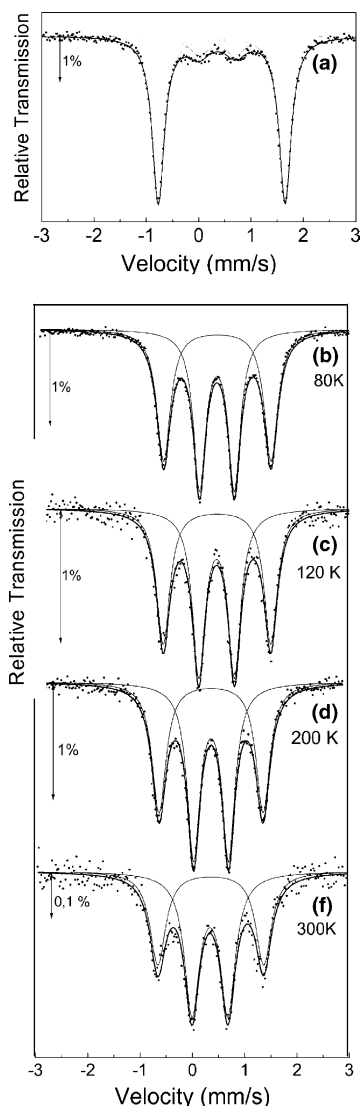 Relative Transmission
1%
(a)
-3 -2 -1 0 1 2 3
Velocity (mm/s)
Relative Transmission
1%
(b)
80K
1%
(c)
120 K
1%
(d)
200 K
0,1 %
(f)
300K
-3 -2 -1 0 1 2 3
Velocity (mm/s)